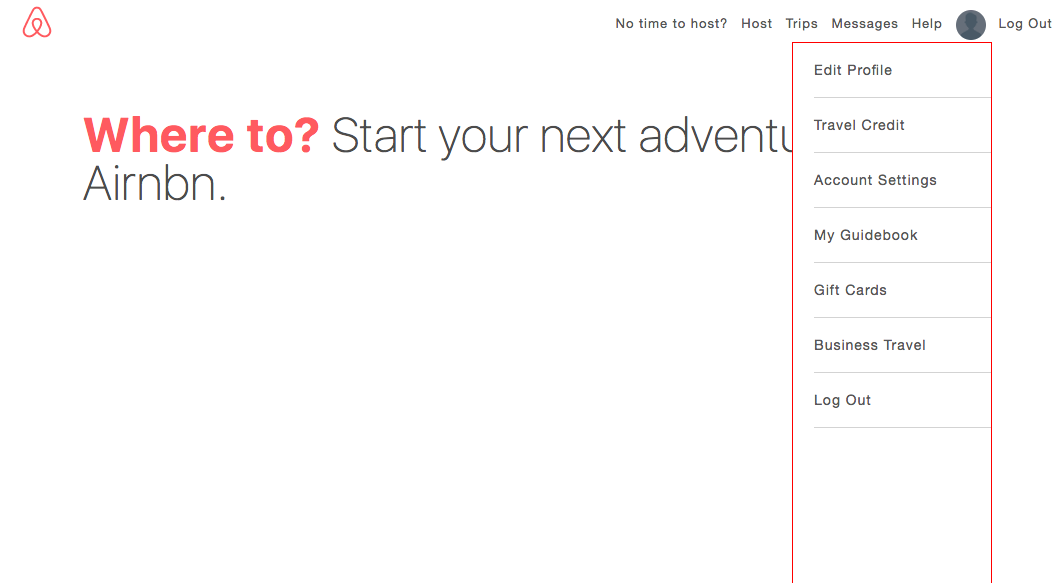 No time to host? Host Trips Messages Help Log Out
Where to? Start your next adventu
Airnbn.
Edit Profile
Travel Credit
Account Settings
My Guidebook
Gift Cards
Business Travel
Log Out